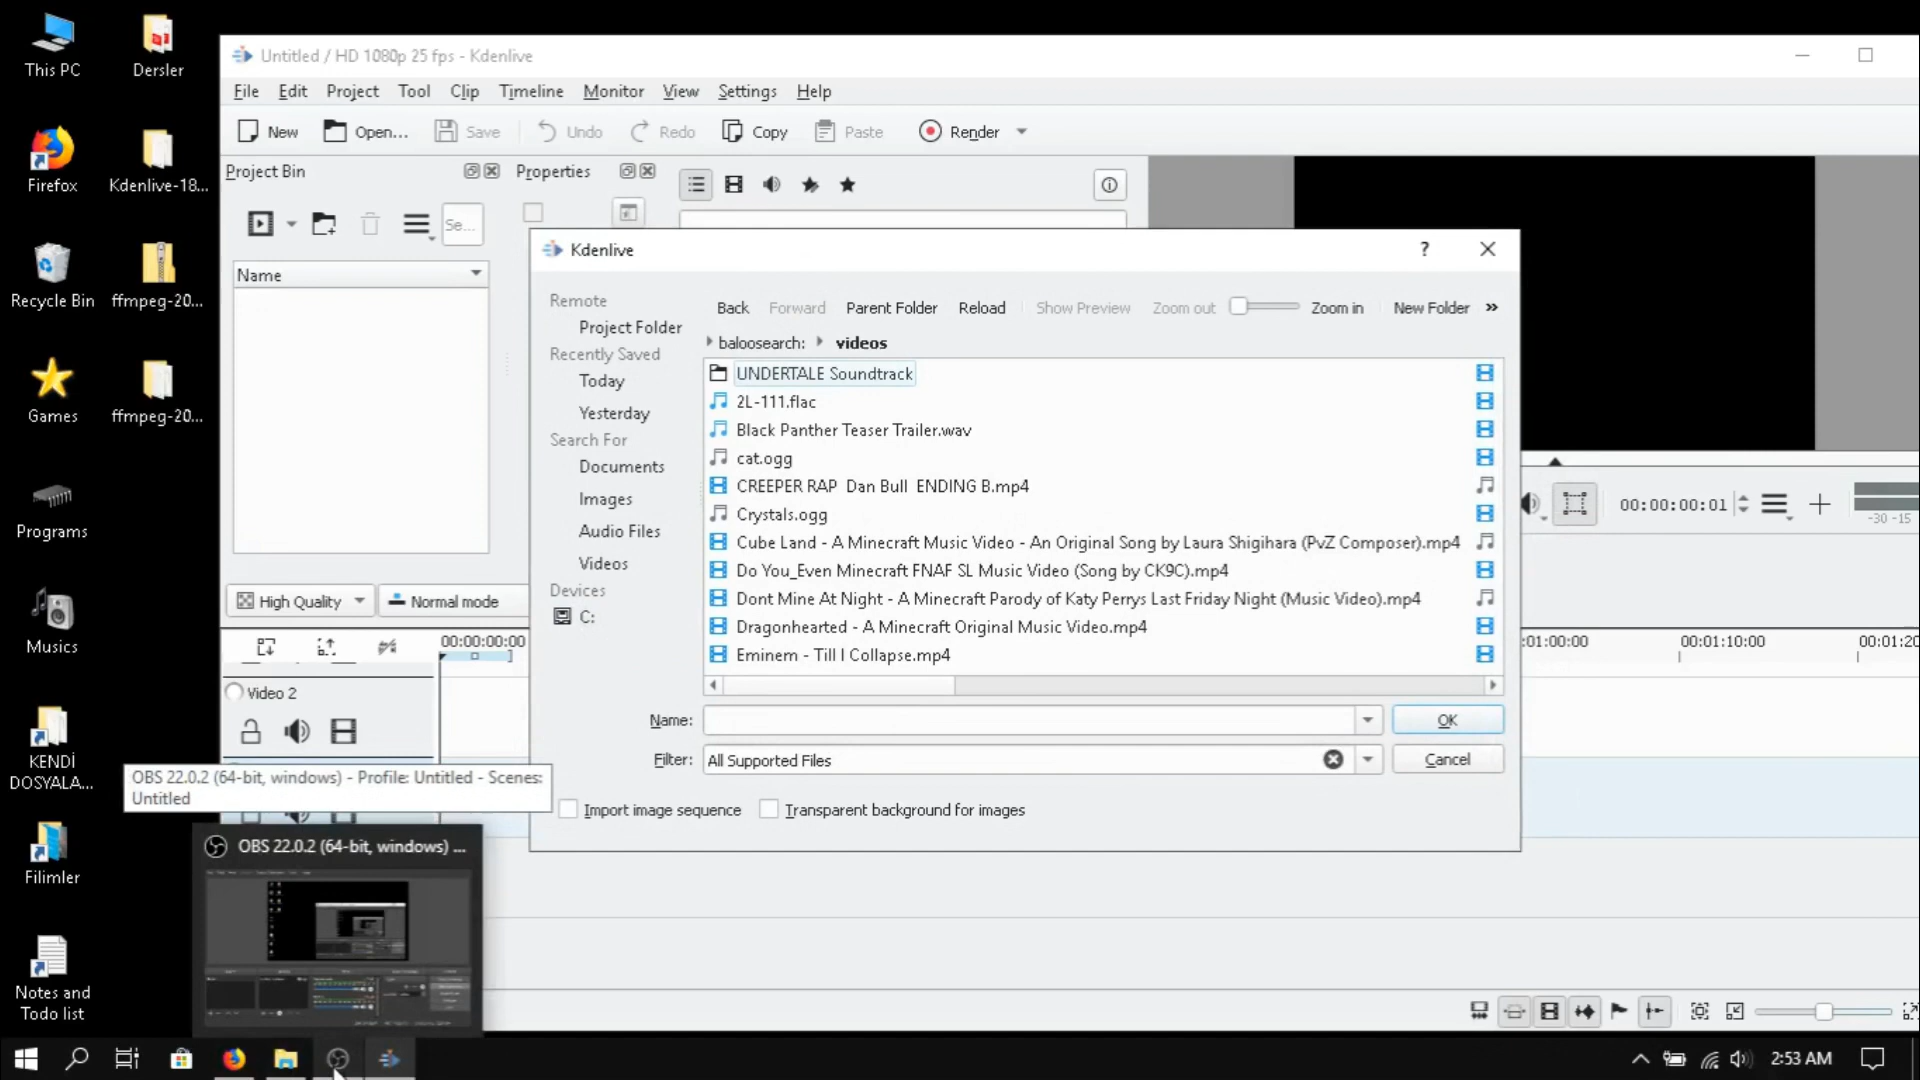 This PC
Dersler
Firefox
Kdenlive-18...
Recycle Bin
ffmpeg-20...
Games
ffmpeg-20...
Programs
Musics
KENDİ
DOSYALA...
Filimler
Notes and
Todo list
Untitled / HD 1080p 25 fps - Kdenlive
File Edit Project Tool Clip Timeline Monitor View Settings Help
New Open... Save Undo Redo Copy Paste Render
Project Bin
Properties
Se...
Name
High Quality
Normal mode
00:00:00:00
Video 2
Kdenlive
?
Remote
Project Folder
Recently Saved
Today
Yesterday
Search For
Documents
Images
Audio Files
Videos
Devices
C:
Back Forward Parent Folder Reload Show Preview Zoom out Zoom in New Folder »
baloosearch: videos
UNDERTALE Soundtrack
2L-111.flac
Black Panther Teaser Trailer.wav
cat.ogg
CREEPER RAP Dan Bull ENDING B.mp4
Crystals.ogg
Cube Land - A Minecraft Music Video - An Original Song by Laura Shigihara (PvZ Composer).mp4
Do You_Even Minecraft FNAF SL Music Video (Song by CK9C).mp4
Dont Mine At Night - A Minecraft Parody of Katy Perrys Last Friday Night (Music Video).mp4
Dragonhearted - A Minecraft Original Music Video.mp4
Eminem - Till I Collapse.mp4
Name:
OK
Filter: All Supported Files
Cancel
Import image sequence Transparent background for images
00:00:00:01
-30 -15
:01:00:00 00:01:10:00 00:01:20
OBS 22.0.2 (64-bit, windows) - Profile: Untitled - Scenes:
Untitled
OBS 22.0.2 (64-bit, windows) ...
2:53 AM